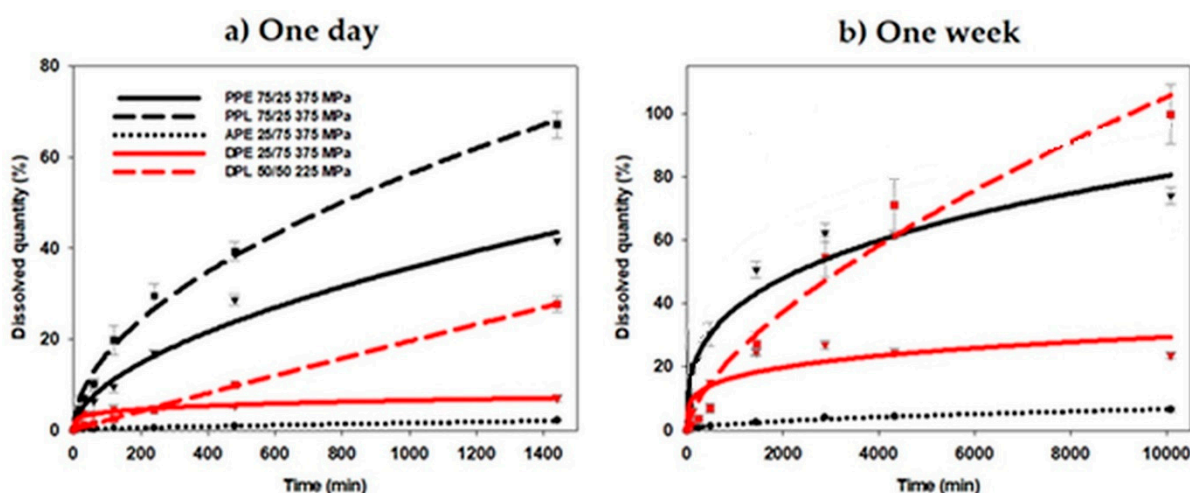 a) One day
b) One week
80
60
40
20
0
Dissolved quantity (%)
PPE 75/25 375 MPa
PPL 75/25 375 MPa
APE 25/75 375 MPa
DPE 25/75 375 MPa
DPL 50/50 225 MPa
0 200 400 600 800 1000 1200 1400
Time (min)
100
80
60
40
20
0
Dissolved quantity (%)
0 2000 4000 6000 8000 10000
Time (min)